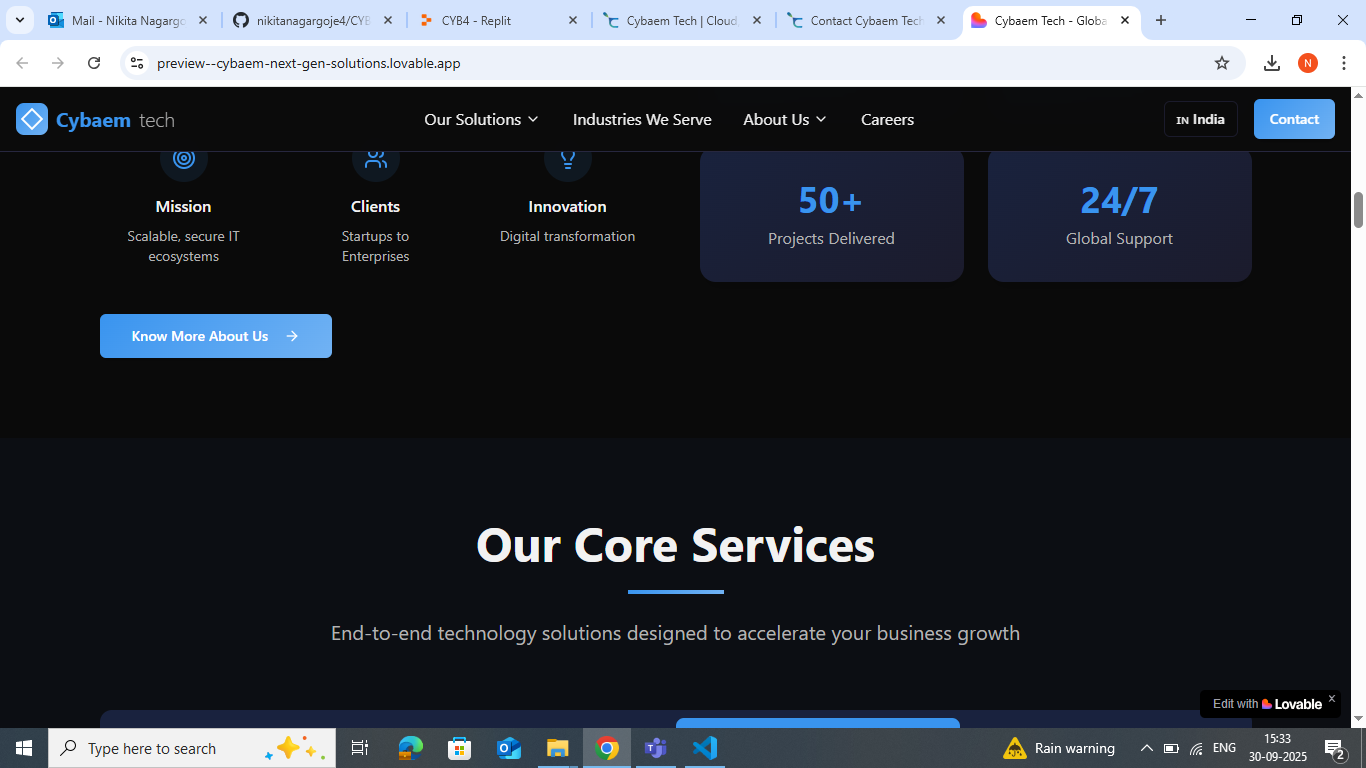 Mail - Nikita Nagargo
nikitanagargoje4/CYB
CYB4 - Replit
Cybaem Tech | Cloud,
Contact Cybaem Tech
Cybaem Tech - Globa
preview--cybaem-next-gen-solutions.lovable.app
N
Cybaem tech
Our Solutions
Industries We Serve
About Us
Careers
IN India
Contact
Mission
Scalable, secure IT
ecosystems
Clients
Startups to
Enterprises
Innovation
Digital transformation
50+
Projects Delivered
24/7
Global Support
Know More About Us
Our Core Services
End-to-end technology solutions designed to accelerate your business growth
Edit with Lovable
Type here to search
Rain warning
ENG
15:33
30-09-2025
2